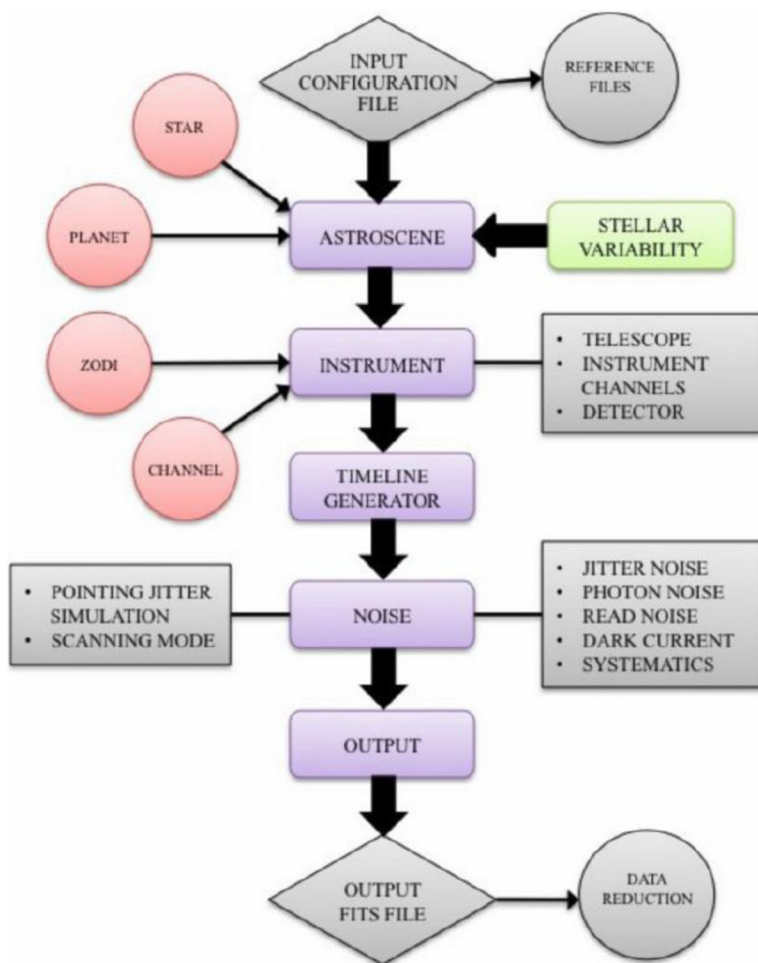 INPUT
CONFIGURATION
FILE
REFERENCE
FILES
STAR
PLANET
ASTROSCENE
STELLAR
VARIABILITY
ZODI
INSTRUMENT
• TELESCOPE
• INSTRUMENT
CHANNELS
• DETECTOR
CHANNEL
TIMELINE
GENERATOR
• POINTING JITTER
SIMULATION
• SCANNING MODE
NOISE
• JITTER NOISE
• PHOTON NOISE
• READ NOISE
• DARK CURRENT
• SYSTEMATICS
OUTPUT
OUTPUT
FITS FILE
DATA
REDUCTION